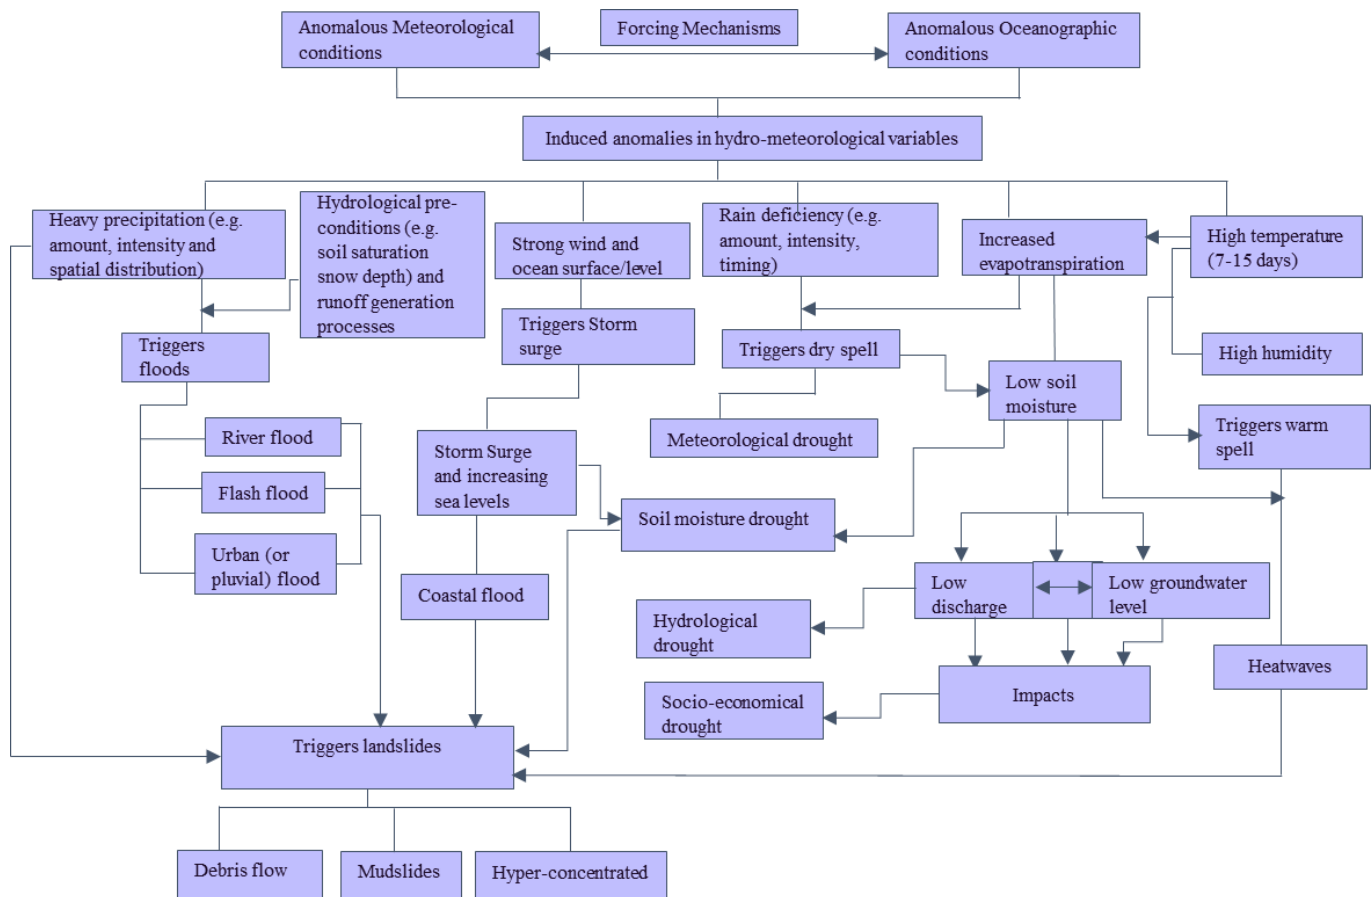 Anomalous Meteorological
conditions
Forcing Mechanisms
Anomalous Oceanographic
conditions
Induced anomalies in hydro-meteorological variables
Heavy precipitation (e.g.
amount, intensity and
spatial distribution)
Hydrological pre-
conditions (e.g.
soil saturation
snow depth) and
runoff generation
processes
Strong wind and
ocean surface/level
Rain deficiency (e.g.
amount, intensity,
timing)
Increased
evapotranspiration
High temperature
(7-15 days)
Triggers
floods
Triggers Storm
surge
Triggers dry spell
Low soil
moisture
High humidity
River flood
Flash flood
Urban (or
pluvial) flood
Storm Surge
and increasing
sea levels
Meteorological drought
Triggers warm
spell
Soil moisture drought
Coastal flood
Low
discharge
Low groundwater
level
Hydrological
drought
Heatwaves
Socio-economical
drought
Impacts
Triggers landslides
Debris flow
Mudslides
Hyper-concentrated